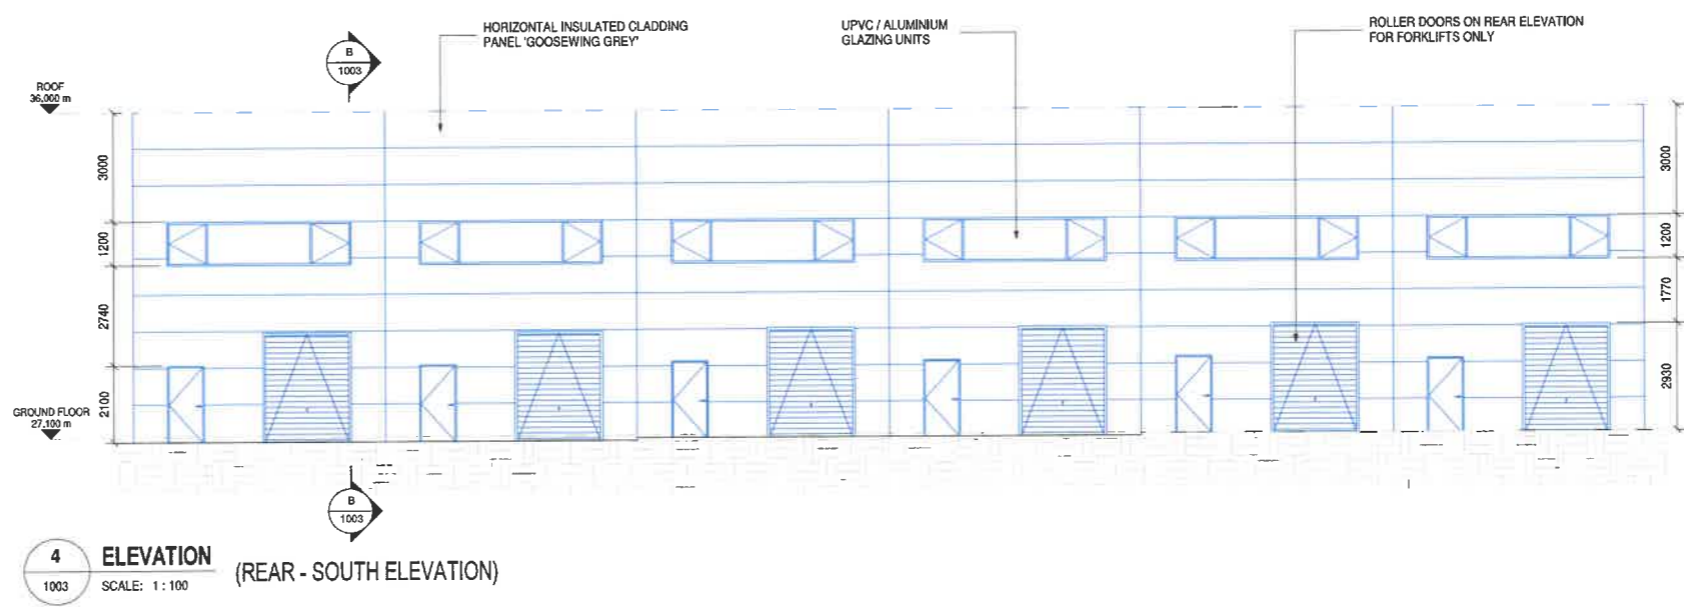 HORIZONTAL INSULATED CLADDING
PANEL 'GOOSEWING GREY'
UPVC / ALUMINIUM
GLAZING UNITS
ROLLER DOORS ON REAR ELEVATION
FOR FORKLIFTS ONLY
B
1003
ROOF
36,000 m
3000
1200
2740
2100
GROUND FLOOR
27,100 m
3000
1200
1770
2930
B
1003
4
1003
ELEVATION
SCALE: 1 : 100
(REAR - SOUTH ELEVATION)